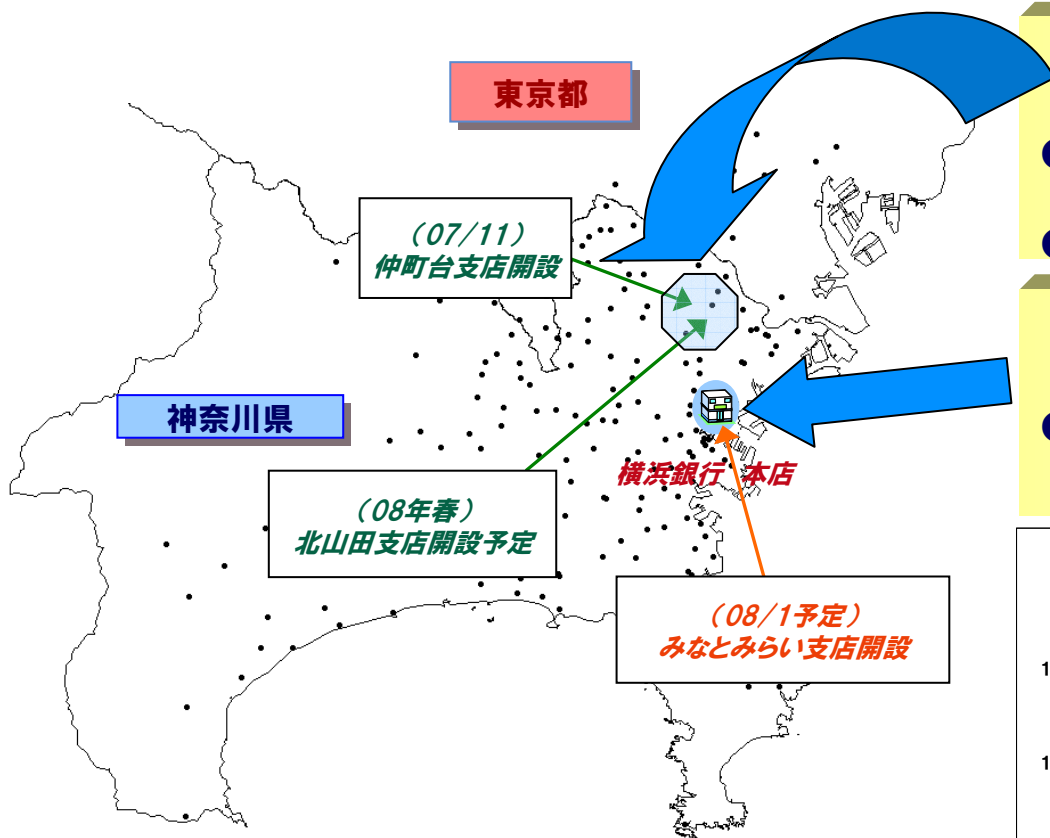 東京都
（07/11）
仲町台支店開設
神奈川県
横浜銀行 本店
（08年春）
北山田支店開設予定
（08/1予定）
みなとみらい支店開設
1
1